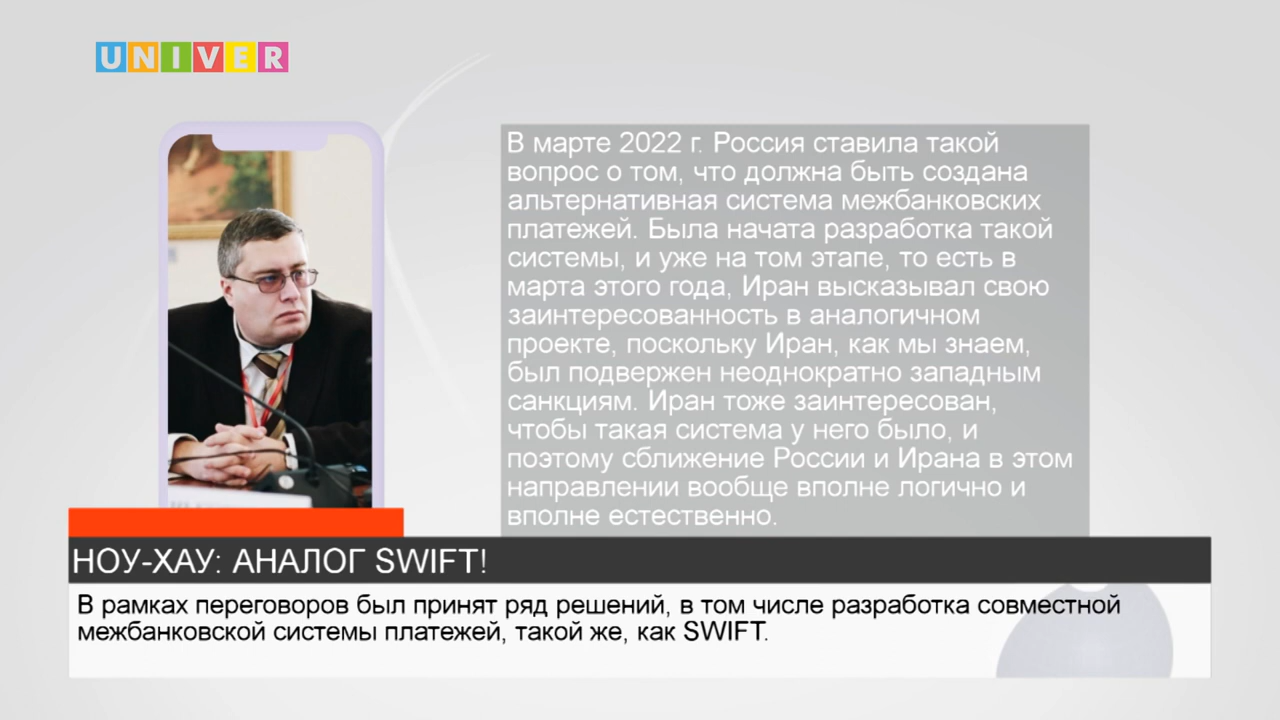 UNIVER
В марте 2022 г. Россия ставила такой
вопрос о том, что должна быть создана
альтернативная система межбанковских
платежей. Была начата разработка такой
системы, и уже на том этапе, то есть в
марта этого года, Иран высказывал свою
заинтересованность в аналогичном
проекте, поскольку Иран, как мы знаем,
был подвержен неоднократно западным
санкциям. Иран тоже заинтересован,
чтобы такая система у него было, и
поэтому сближение России и Ирана в этом
направлении вообще вполне логично и
вполне естественно.
НОУ-ХАУ: АНАЛОГ SWIFT!
В рамках переговоров был принят ряд решений, в том числе разработка совместной
межбанковской системы платежей, такой же, как SWIFT.